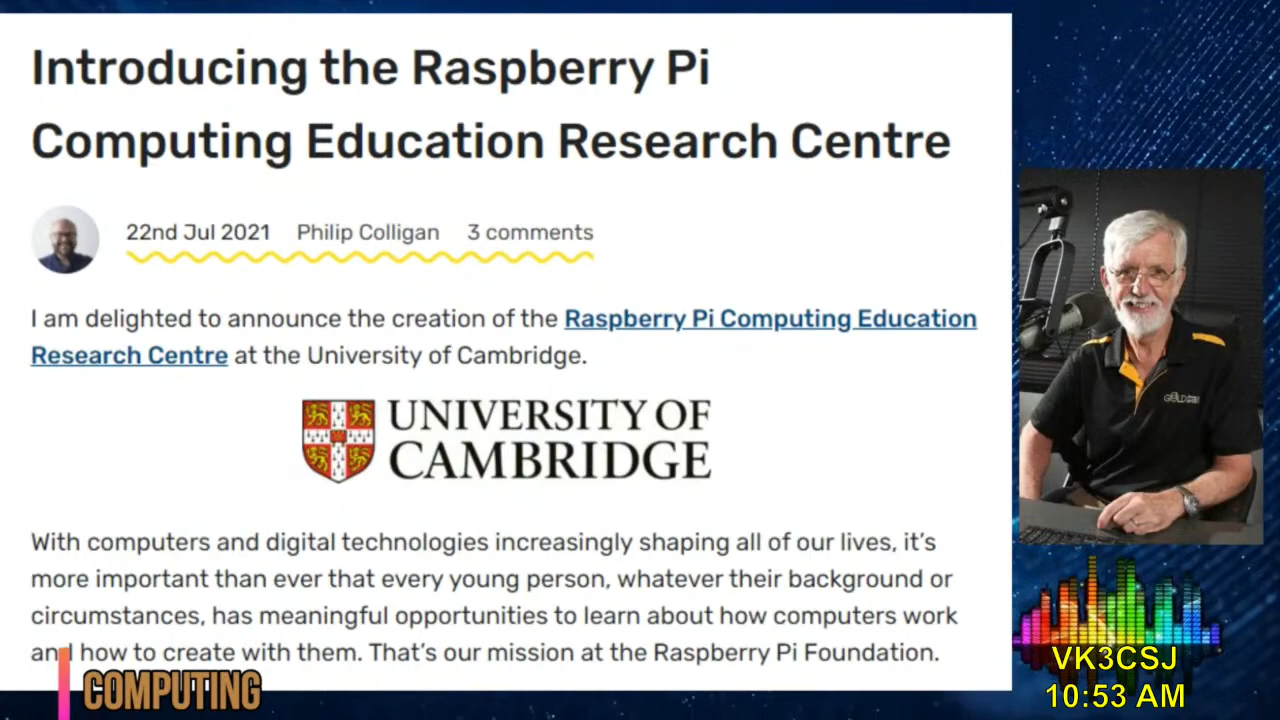 Introducing the Raspberry Pi
Computing Education Research Centre
22nd Jul 2021 Philip Colligan 3 comments
I am delighted to announce the creation of the Raspberry Pi Computing Education
Research Centre at the University of Cambridge.
UNIVERSITY OF
CAMBRIDGE
With computers and digital technologies increasingly shaping all of our lives, it's
more important than ever that every young person, whatever their background or
circumstances, has meaningful opportunities to learn about how computers work
and how to create with them. That's our mission at the Raspberry Pi Foundation.
COMPUTING
VK3CSJ
10:53 AM